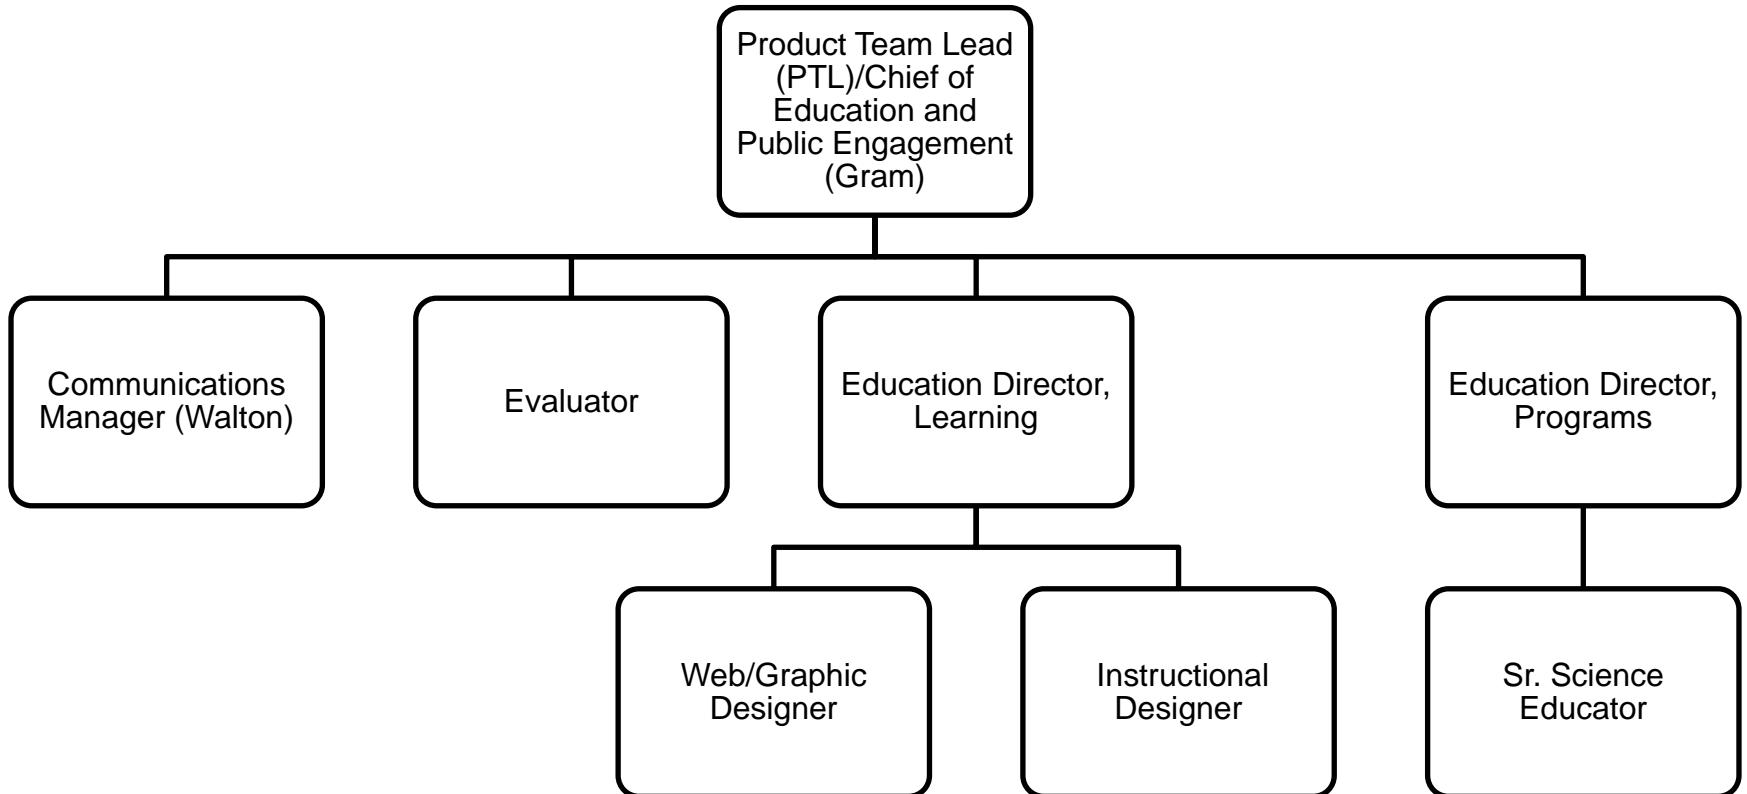 Product Team Lead
(PTL)/Chief of
Education and
Public Engagement
(Gram)
Communications
Manager (Walton)
Evaluator
Education Director,
Learning
Education Director,
Programs
Web/Graphic
Designer
Instructional
Designer
Sr. Science
Educator